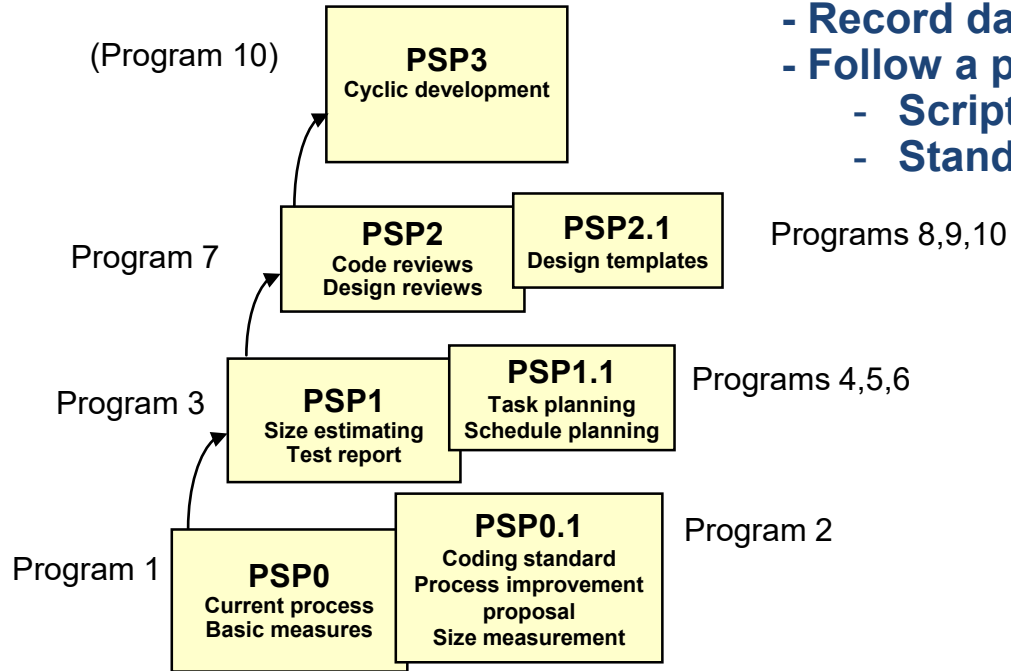 - Record
- Follow a
- Script
- Stand
(Program 10)
PSP3
Cyclic development
Program 7
PSP2
Code reviews
Design reviews
PSP2.1
Design templates
Programs 8,9,10
Program 3
PSP1
Size estimating
Test report
PSP1.1
Task planning
Schedule planning
Programs 4,5,6
Program 1
PSP0
Current process
Basic measures
PSP0.1
Coding standard
Process improvement
proposal
Size measurement
Program 2